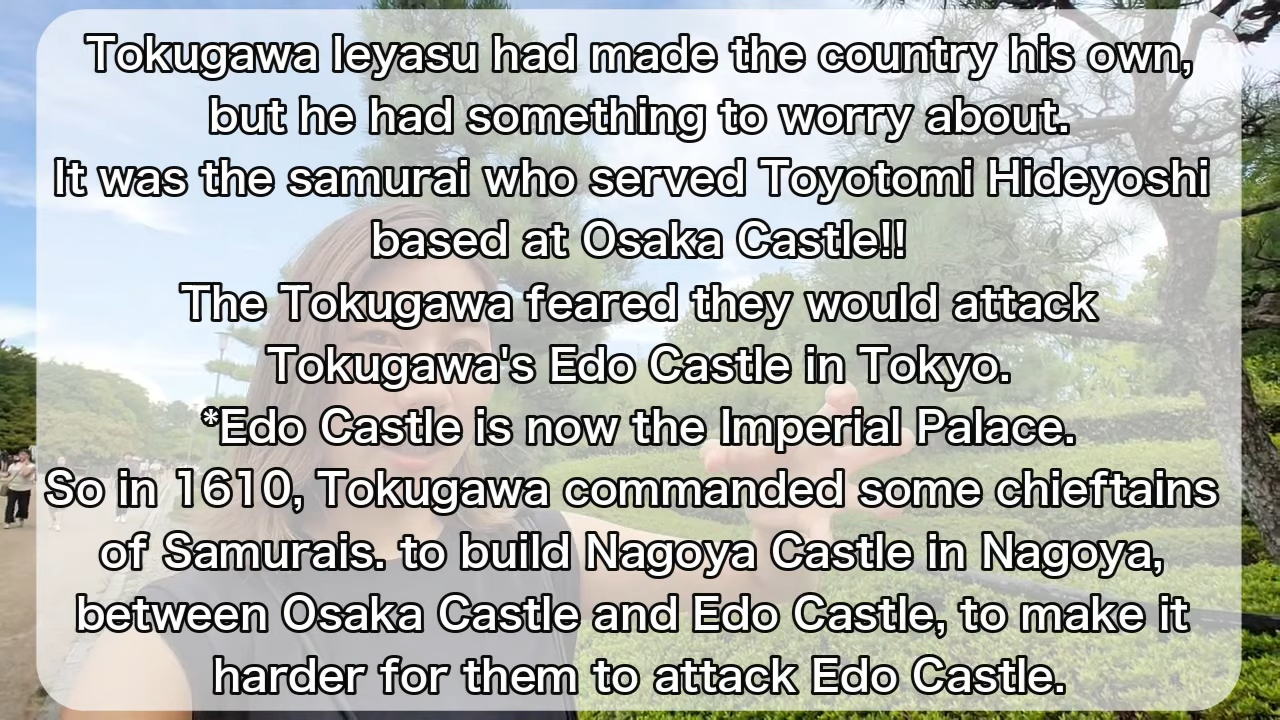 Tokugawa Ieyasu had made the country his own,
but he had something to worry about.
It was the samurai who served Toyotomi Hideyoshi
based at Osaka Castle!!
The Tokugawa feared they would attack
Tokugawa's Edo Castle in Tokyo.
*Edo Castle is now the Imperial Palace.
So in 1610, Tokugawa commanded some chieftains
of Samurais. to build Nagoya Castle in Nagoya,
between Osaka Castle and Edo Castle, to make it
harder for them to attack Edo Castle.